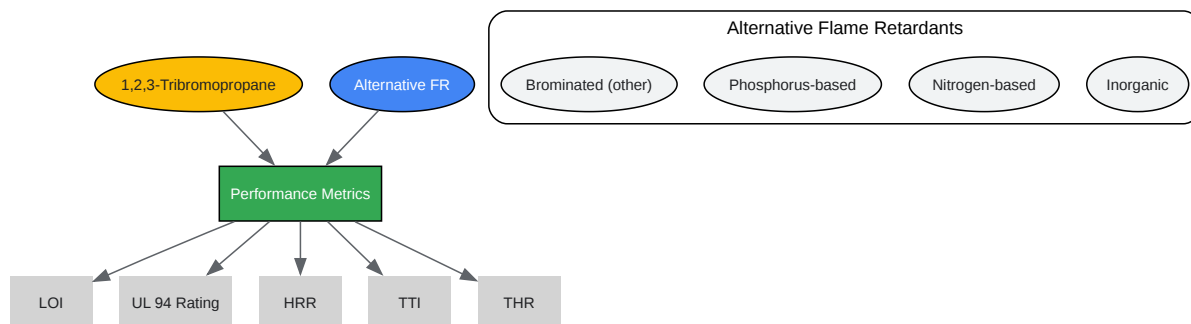 Alternative Flame Retardants
1,2,3-Tribromopropane
Alternative FR
Brominated (other)
Phosphorus-based
Nitrogen-based
Inorganic
Performance Metrics
LOI
UL 94 Rating
HRR
TTI
THR